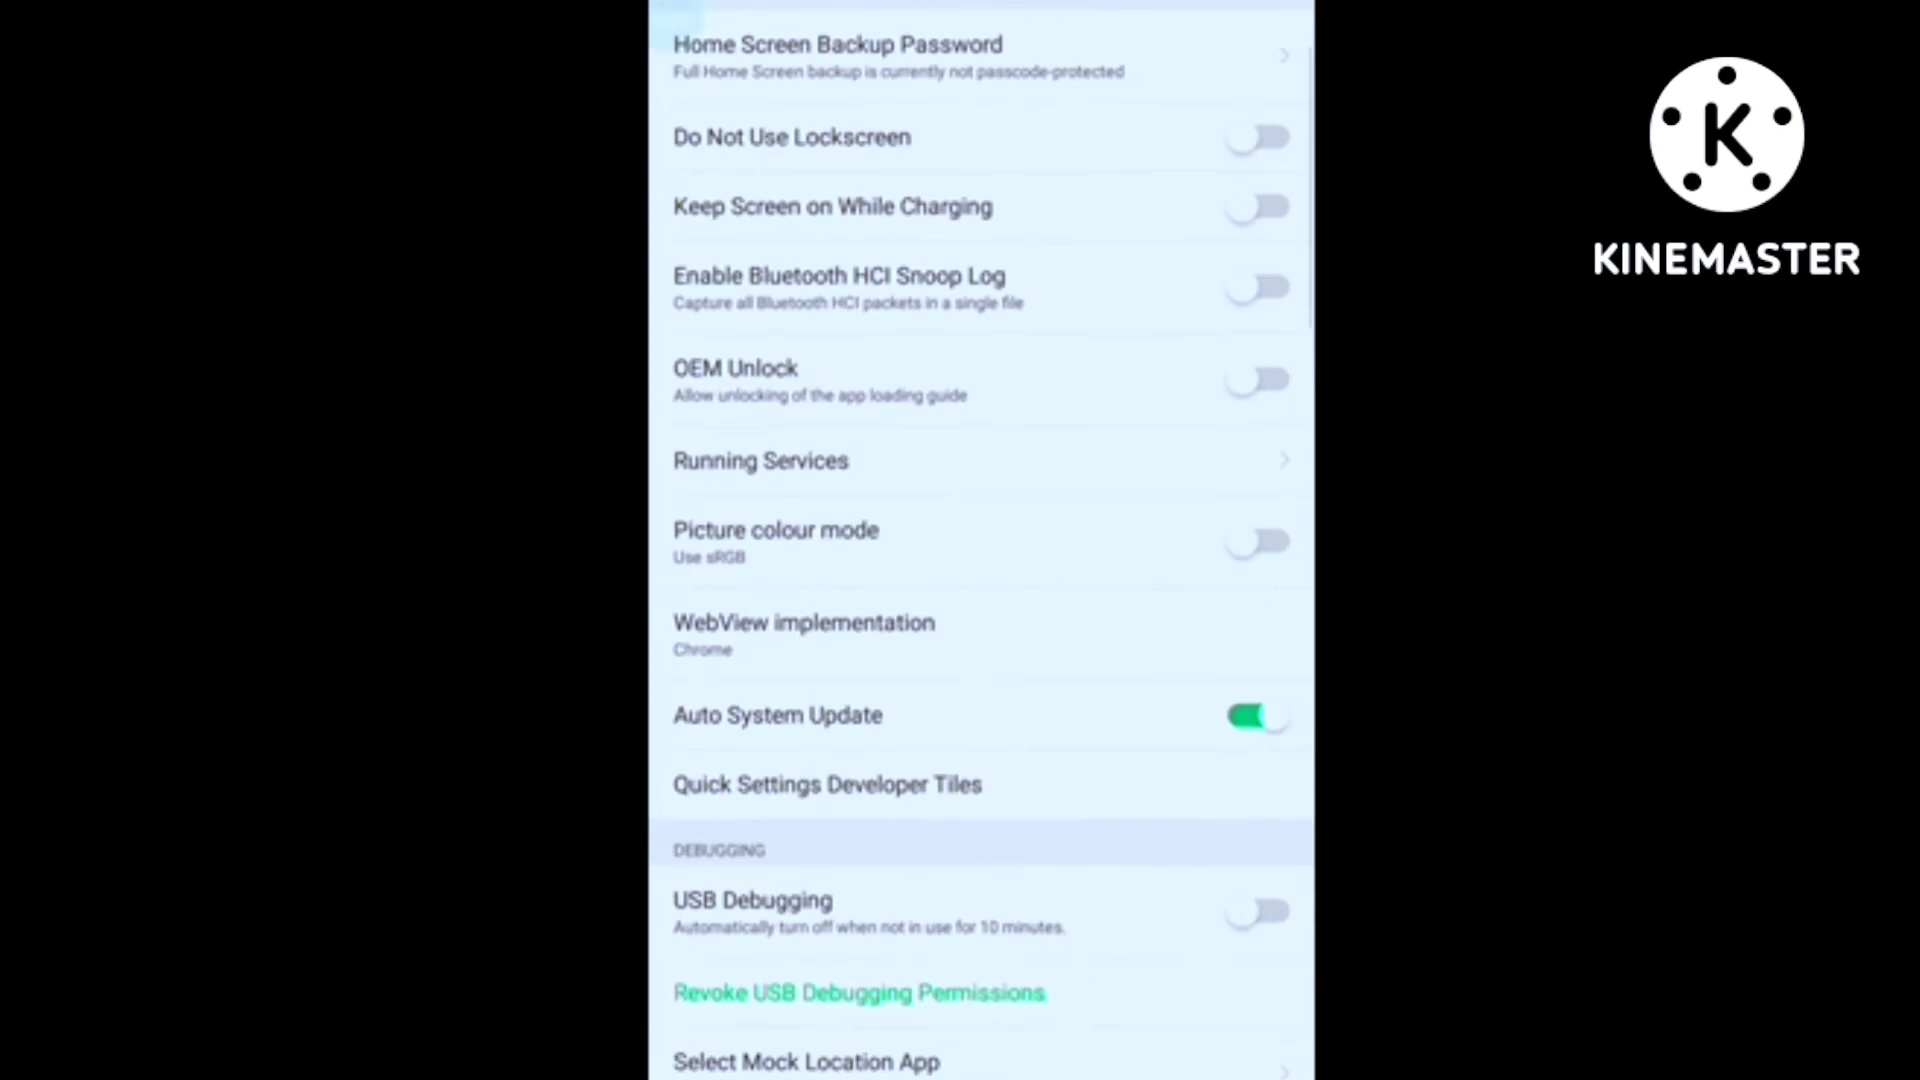 Home Screen Backup Password
Full Home Screen backup is currently not passcode-protected
Do Not Use Lockscreen
Keep Screen on While Charging
Enable Bluetooth HCI Snoop Log
Capture all Bluetooth HCI packets in a single file
OEM Unlock
Allow unlocking of the app loading guide
Running Services
Picture colour mode
Use sRGB
WebView implementation
Chrome
Auto System Update
Quick Settings Developer Tiles
DEBUGGING
USB Debugging
Automatically turn off when not in use for 10 minutes.
Revoke USB Debugging Permissions
Select Mock Location App
K
KINEMASTER